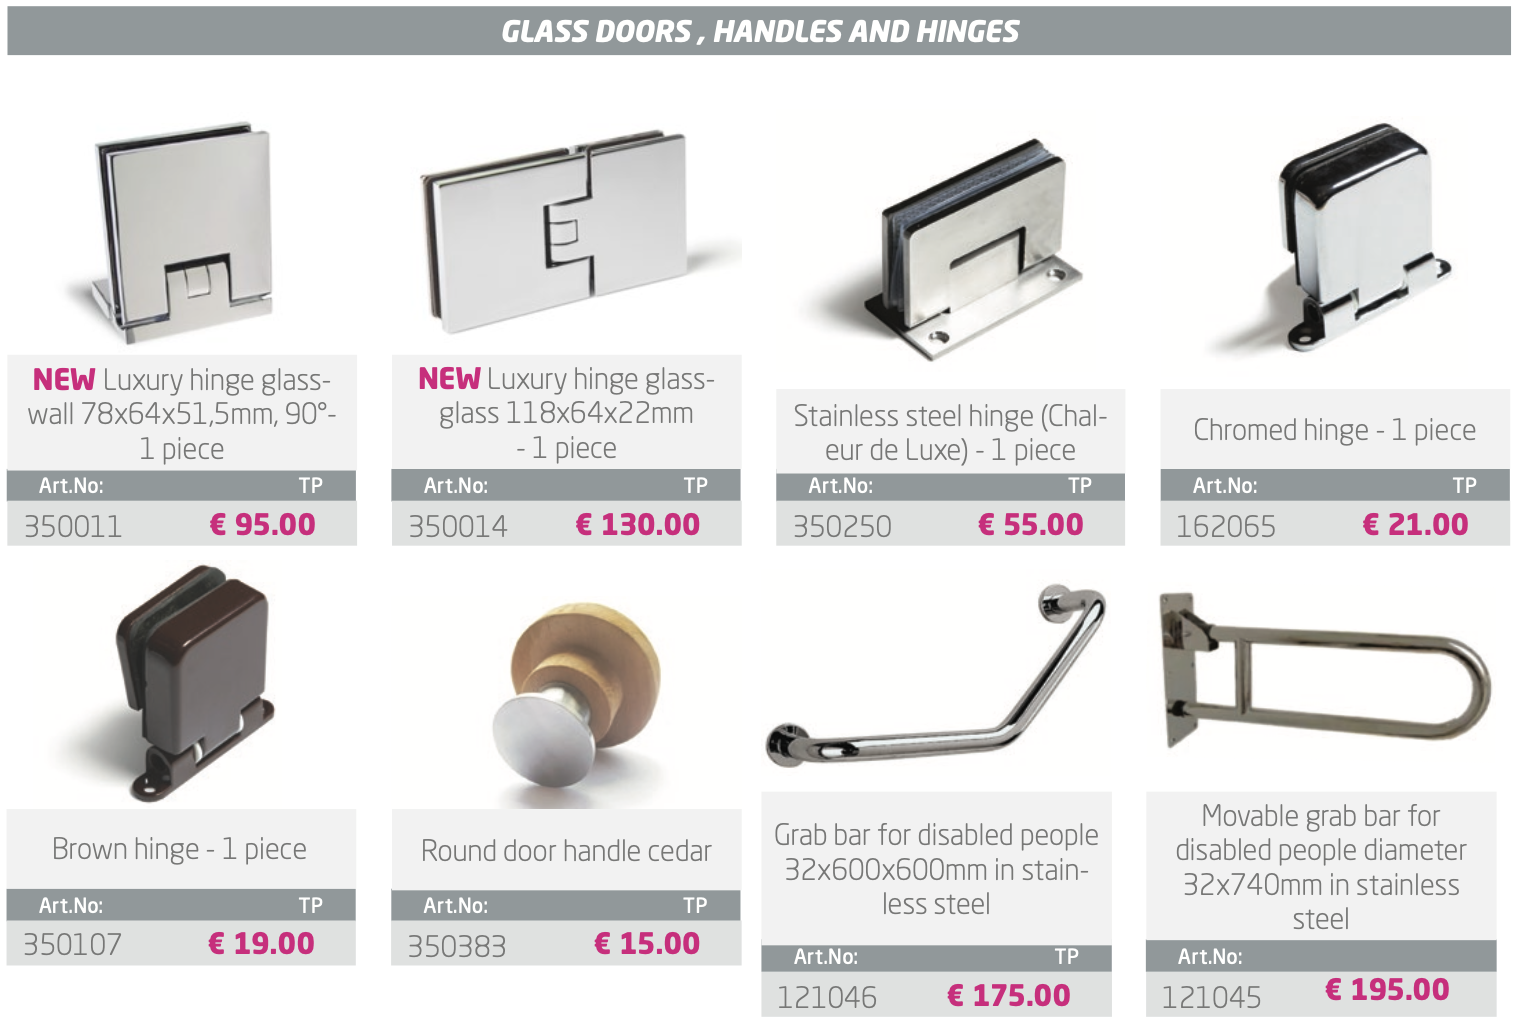 GLASS DOORS , HANDLES AND HINGES
NEW Luxury hinge glass-
wall 78x64x51,5mm, 90°-
1 piece
Art.No: TP
350011 € 95.00
NEW Luxury hinge glass-
glass 118x64x22mm
- 1 piece
Art.No: TP
350014 € 130.00
Stainless steel hinge (Chal-
eur de Luxe) - 1 piece
Art.No: TP
350250 € 55.00
Chromed hinge - 1 piece
Art.No: TP
162065 € 21.00
Brown hinge - 1 piece
Art.No: TP
350107 € 19.00
Round door handle cedar
Art.No: TP
350383 € 15.00
Grab bar for disabled people
32x600x600mm in stain-
less steel
Art.No: TP
121046 € 175.00
Movable grab bar for
disabled people diameter
32x740mm in stainless
steel
Art.No:
121045 € 195.00